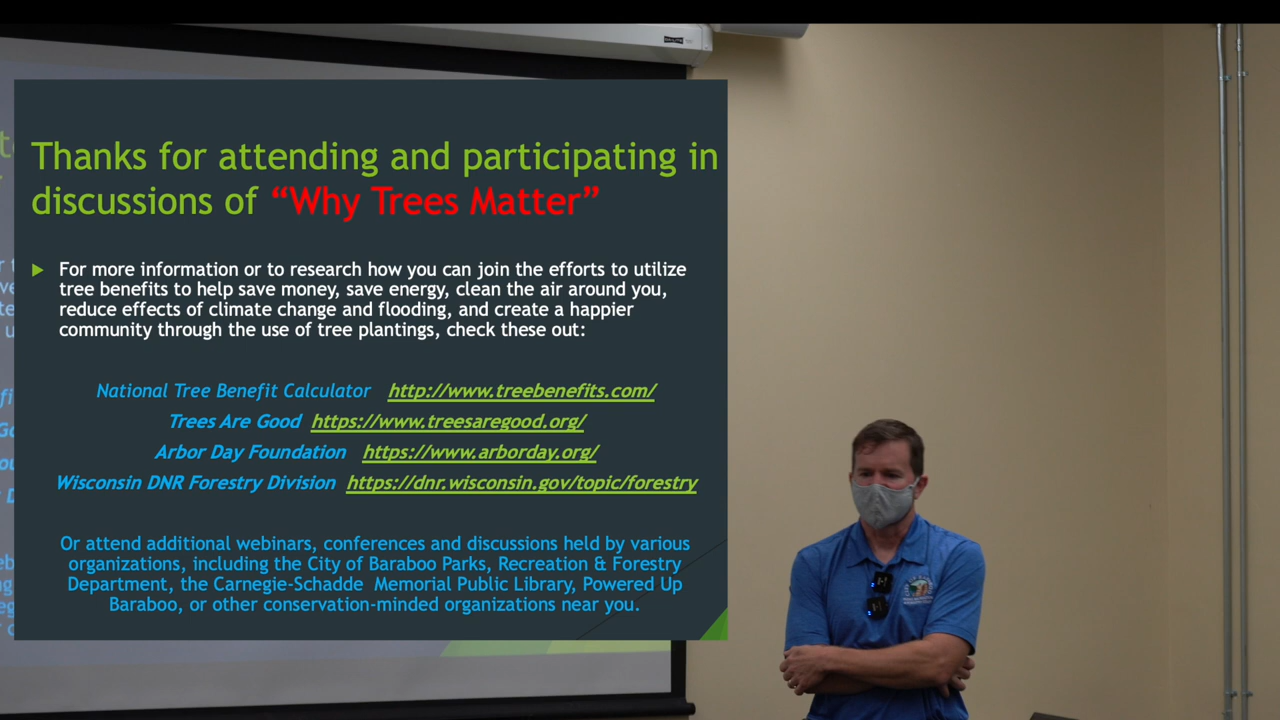 Thanks for attending and participating in
discussions of “Why Trees Matter”
For more information or to research how you can join the efforts to utilize
tree benefits to help save money, save energy, clean the air around you,
reduce effects of climate change and flooding, and create a happier
community through the use of tree plantings, check these out:
National Tree Benefit Calculator http://www.treebenefits.com/
Trees Are Good https://www.treesaregood.org/
Arbor Day Foundation https://www.arborday.org/
Wisconsin DNR Forestry Division https://dnr.wisconsin.gov/topic/forestry
Or attend additional webinars, conferences and discussions held by various
organizations, including the City of Baraboo Parks, Recreation & Forestry
Department, the Carnegie-Schadde Memorial Public Library, Powered Up
Baraboo, or other conservation-minded organizations near you.